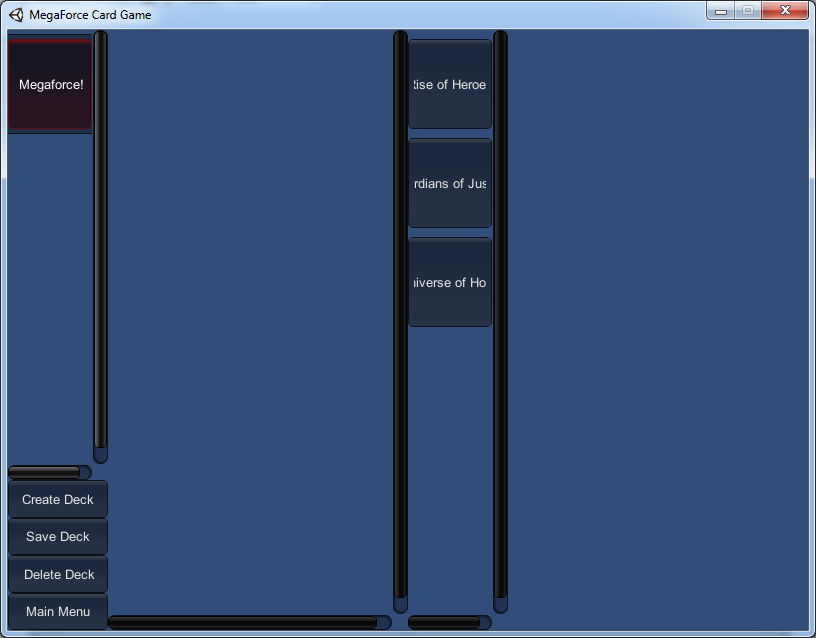 MegaForce Card Game
Megaforce!
Rise of Heroe
rdians of Jus
niverse of Ho
Create Deck
Save Deck
Delete Deck
Main Menu